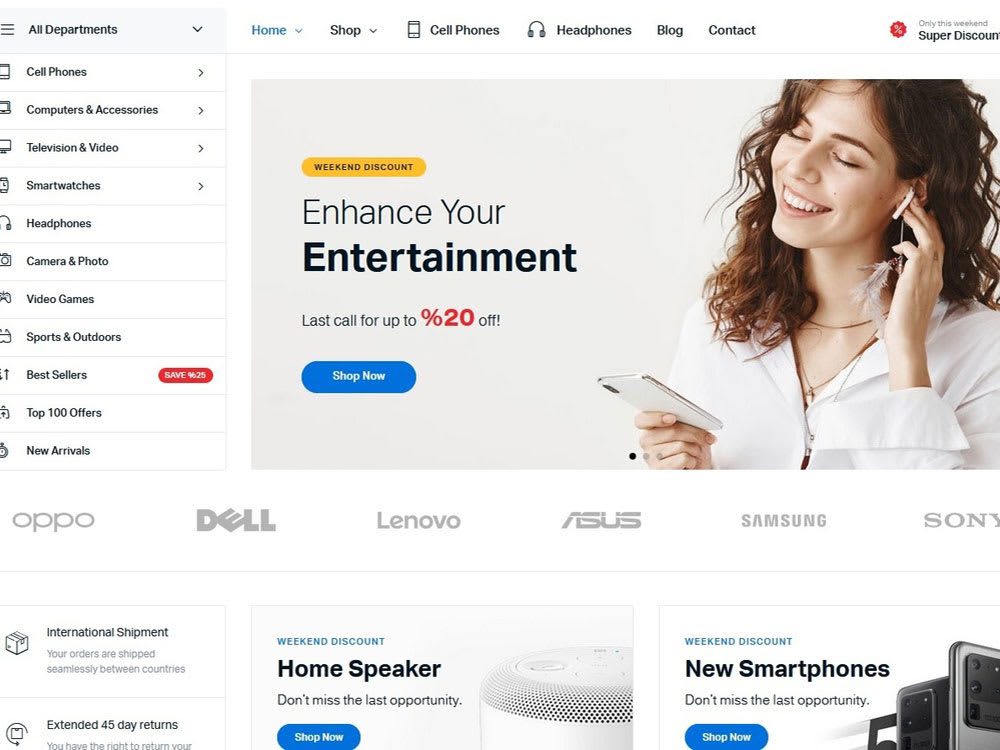 All Departments
Home
Shop
Cell Phones
Headphones
Blog
Contact
Only this weekend
Super Discount
Cell Phones
Computers & Accessories
Television & Video
Smartwatches
Headphones
Camera & Photo
Video Games
Sports & Outdoors
Best Sellers
SAVE %25
Top 100 Offers
New Arrivals
WEEKEND DISCOUNT
Enhance Your
Entertainment
Last call for up to %20 off!
Shop Now
oppo
DELL
Lenovo
ASUS
SAMSUNG
SONY
International Shipment
Your orders are shipped
seamlessly between countries
Extended 45 day returns
You have the right to return your
WEEKEND DISCOUNT
Home Speaker
Don't miss the last opportunity.
Shop Now
WEEKEND DISCOUNT
New Smartphones
Don't miss the last opportunity.
Shop Now